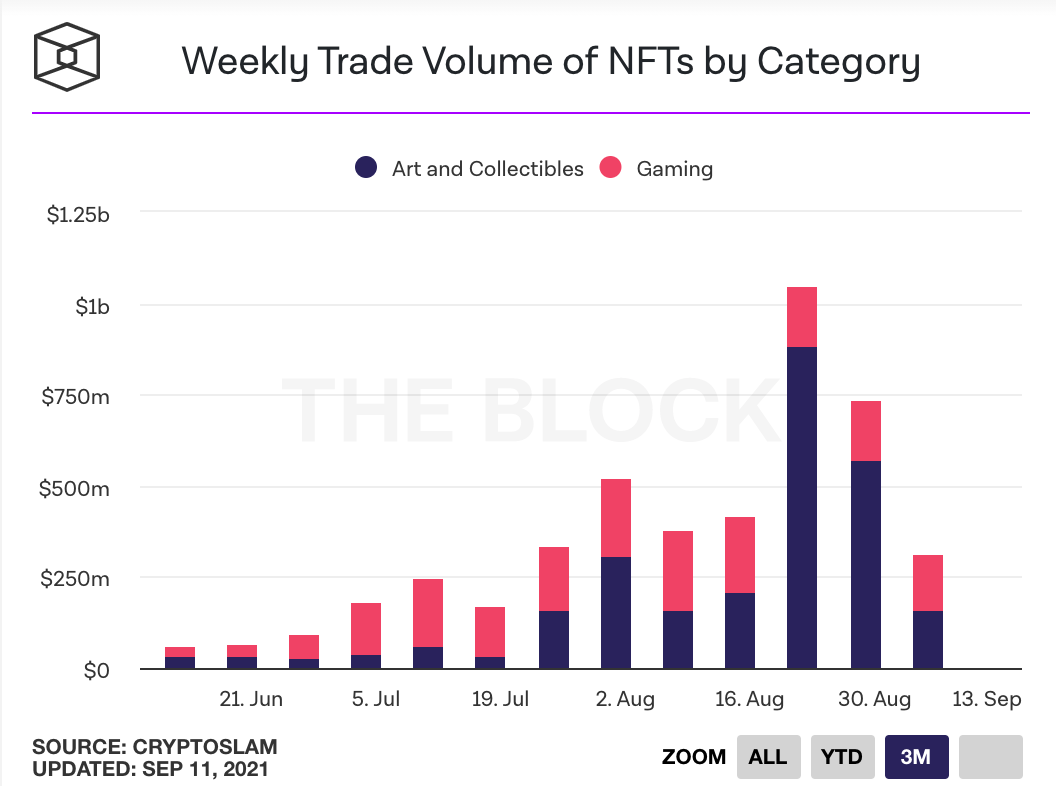 Weekly Trade Volume of NFTs by Category
Art and Collectibles Gaming
$1.25b
$1b
$750m
$500m
$250m
$0
THE BLOCK
21. Jun 5. Jul 19. Jul 2. Aug 16. Aug 30. Aug 13. Sep
SOURCE: CRYPTOSLAM
UPDATED: SEP 11, 2021
ZOOM ALL YTD 3M